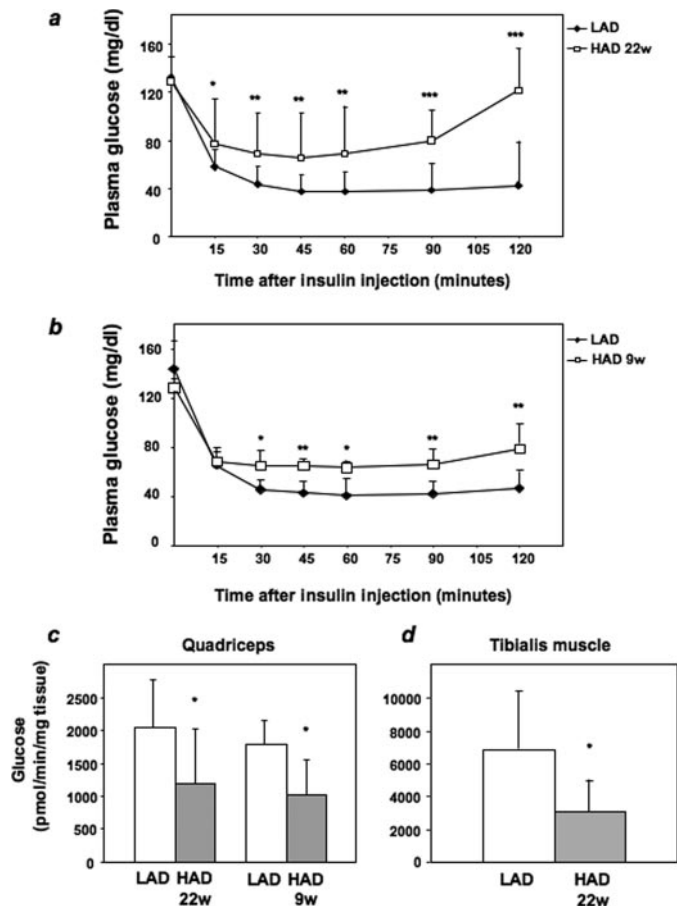 a
Plasma glucose (mg/dl)
160
120
80
40
0
*
**
**
**
***
***
LAD
HAD 22w
15 30 45 60 75 90 105 120
Time after insulin injection (minutes)
b
Plasma glucose (mg/dl)
160
120
80
40
0
*
**
*
**
**
LAD
HAD 9w
15 30 45 60 75 90 105 120
Time after insulin injection (minutes)
c
Quadriceps
Glucose
(pmol/min/mg tissue)
2500
2000
1500
1000
500
0
*
*
LAD HAD LAD HAD
22w 9w
d
Tibialis muscle
10000
8000
6000
4000
2000
0
*
LAD HAD
22w